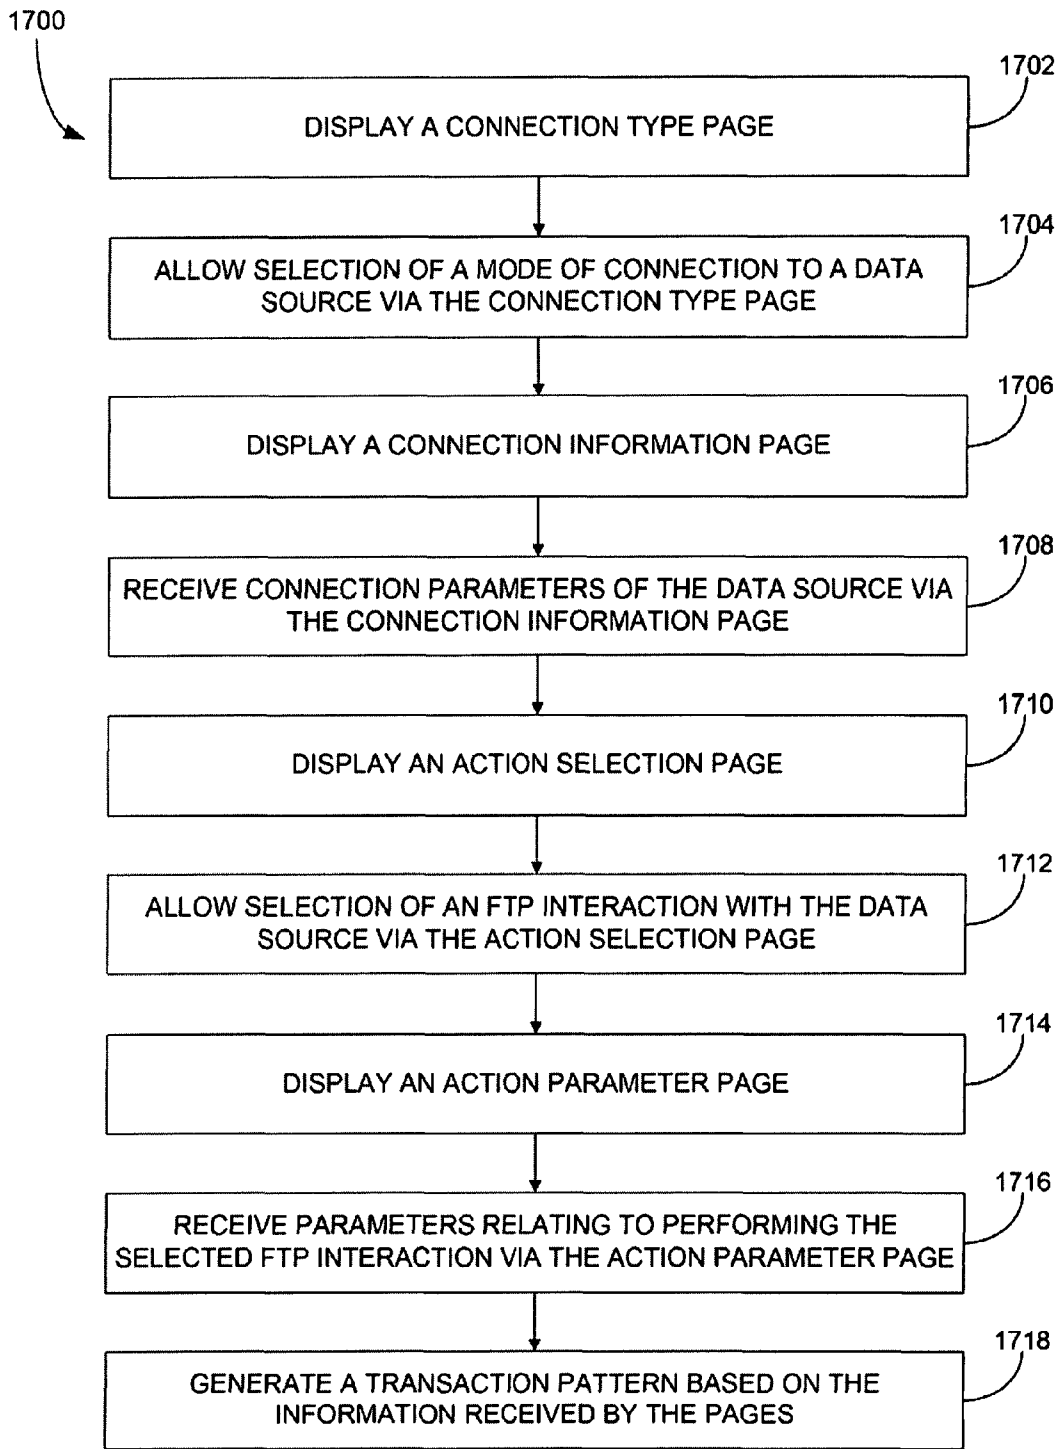 1700
1702
DISPLAY A CONNECTION TYPE PAGE
1704
ALLOW SELECTION OF A MODE OF CONNECTION TO A DATA
SOURCE VIA THE CONNECTION TYPE PAGE
1706
DISPLAY A CONNECTION INFORMATION PAGE
1708
RECEIVE CONNECTION PARAMETERS OF THE DATA SOURCE VIA
THE CONNECTION INFORMATION PAGE
1710
DISPLAY AN ACTION SELECTION PAGE
1712
ALLOW SELECTION OF AN FTP INTERACTION WITH THE DATA
SOURCE VIA THE ACTION SELECTION PAGE
1714
DISPLAY AN ACTION PARAMETER PAGE
1716
RECEIVE PARAMETERS RELATING TO PERFORMING THE
SELECTED FTP INTERACTION VIA THE ACTION PARAMETER PAGE
1718
GENERATE A TRANSACTION PATTERN BASED ON THE
INFORMATION RECEIVED BY THE PAGES